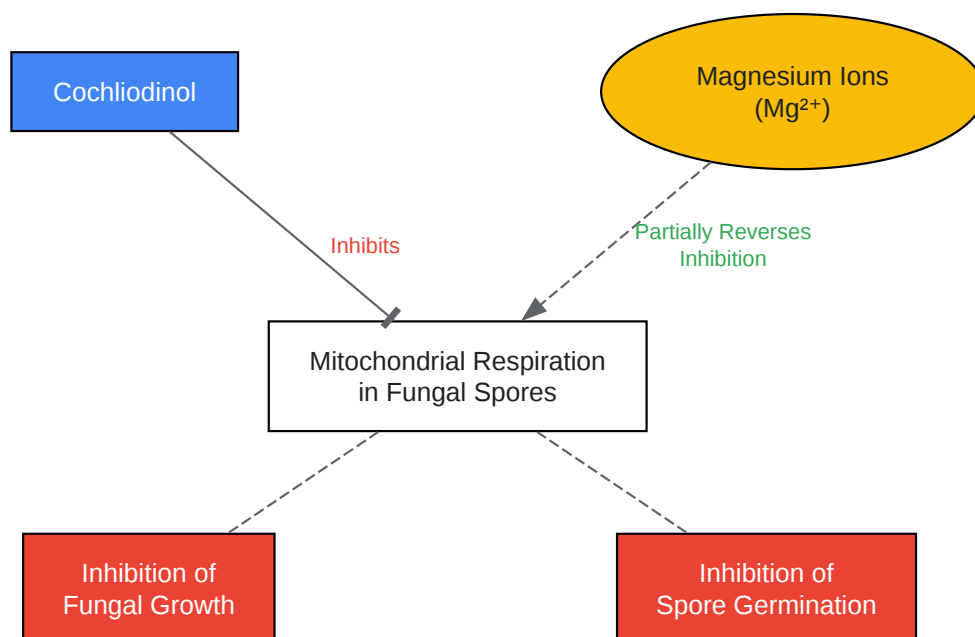 Cochliodinol
Magnesium Ions
(Mg²⁺)
Inhibits
Partially Reverses
Inhibition
Mitochondrial Respiration
in Fungal Spores
Inhibition of
Fungal Growth
Inhibition of
Spore Germination